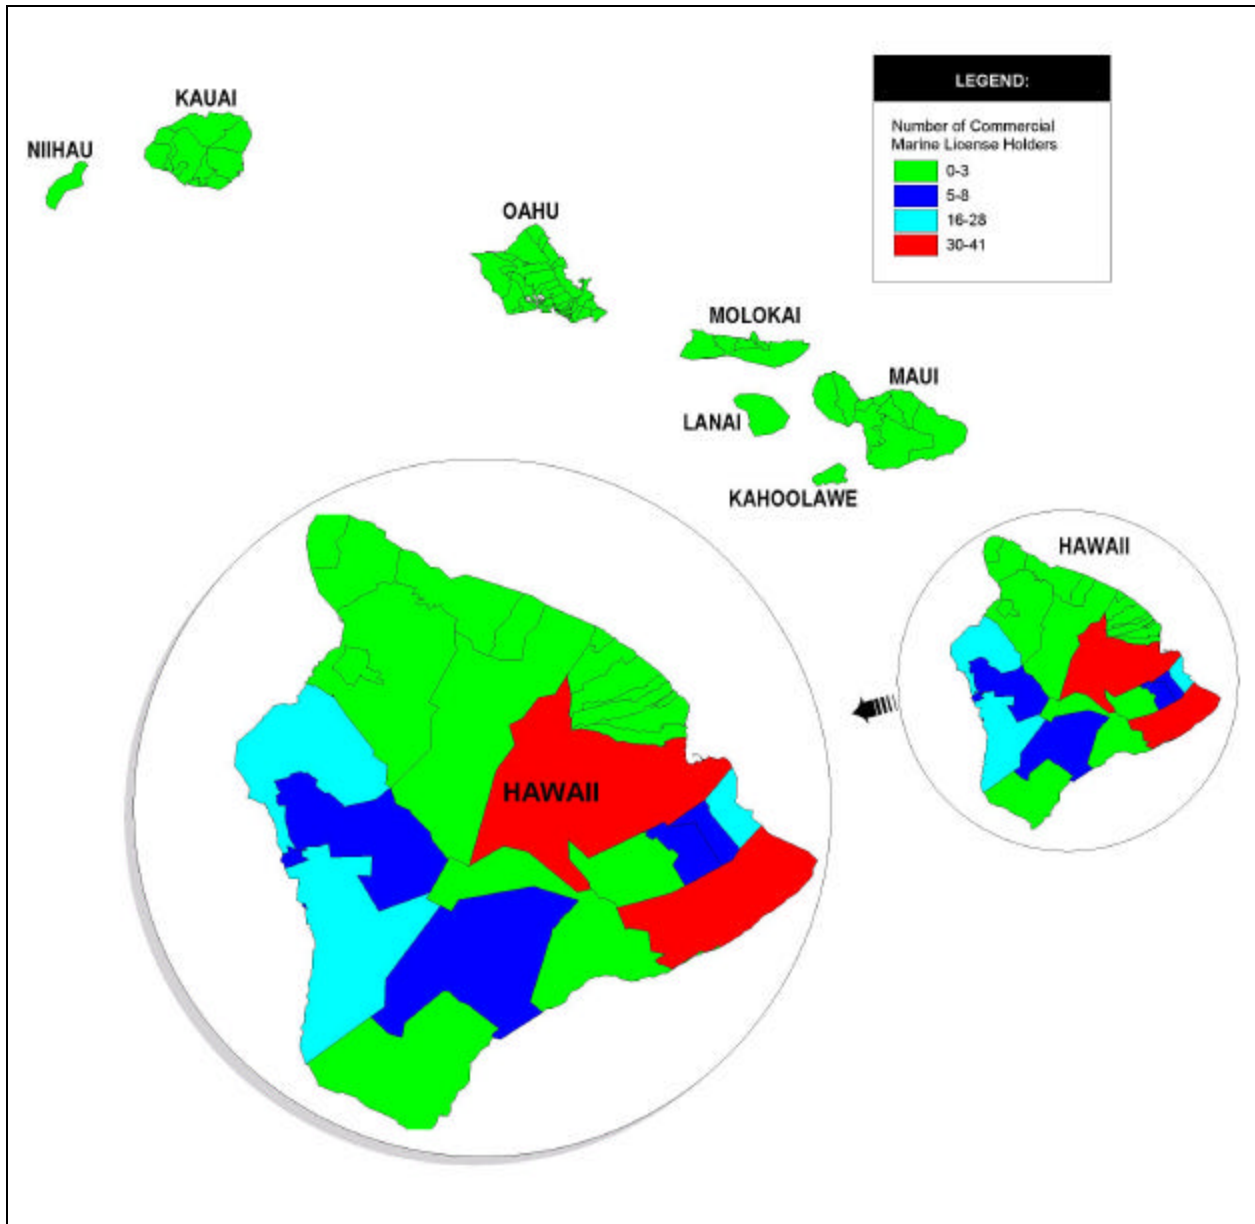 KAUAI
NIIHAU
OAHU
MOLOKAI
MAUI
LANAI
KAHOOLAWE
LEGEND:
Number of Commercial
Marine License Holders
0-3
5-8
16-28
30-41
HAWAII
HAWAII